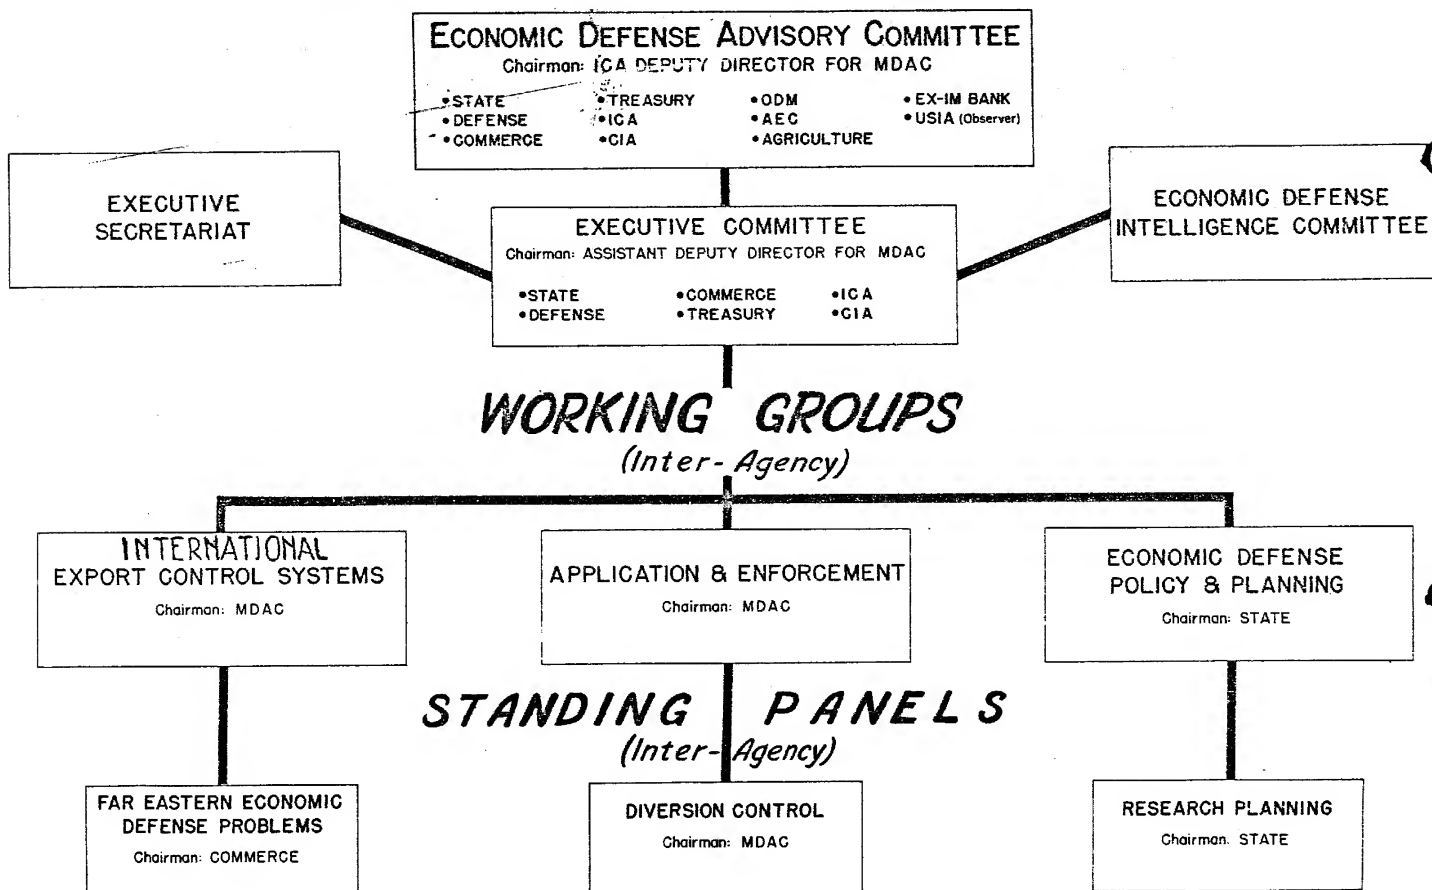 ECONOMIC DEFENSE ADVISORY COMMITTEE
Chairman: ICA DEPUTY DIRECTOR FOR MDAC
•STATE •TREASURY •ODM •EX-IM BANK
•DEFENSE •ICA •AEC •USIA (Observer)
•COMMERCE •CIA •AGRICULTURE
EXECUTIVE
SECRETARIAT
EXECUTIVE COMMITTEE
Chairman: ASSISTANT DEPUTY DIRECTOR FOR MDAC
•STATE •COMMERCE •ICA
•DEFENSE •TREASURY •CIA
ECONOMIC DEFENSE
INTELLIGENCE COMMITTEE
WORKING GROUPS
(Inter-Agency)
INTERNATIONAL
EXPORT CONTROL SYSTEMS
Chairman: MDAC
APPLICATION & ENFORCEMENT
Chairman: MDAC
ECONOMIC DEFENSE
POLICY & PLANNING
Chairman: STATE
STANDING PANELS
(Inter-Agency)
FAR EASTERN ECONOMIC
DEFENSE PROBLEMS
Chairman: COMMERCE
DIVERSION CONTROL
Chairman: MDAC
RESEARCH PLANNING
Chairman: STATE